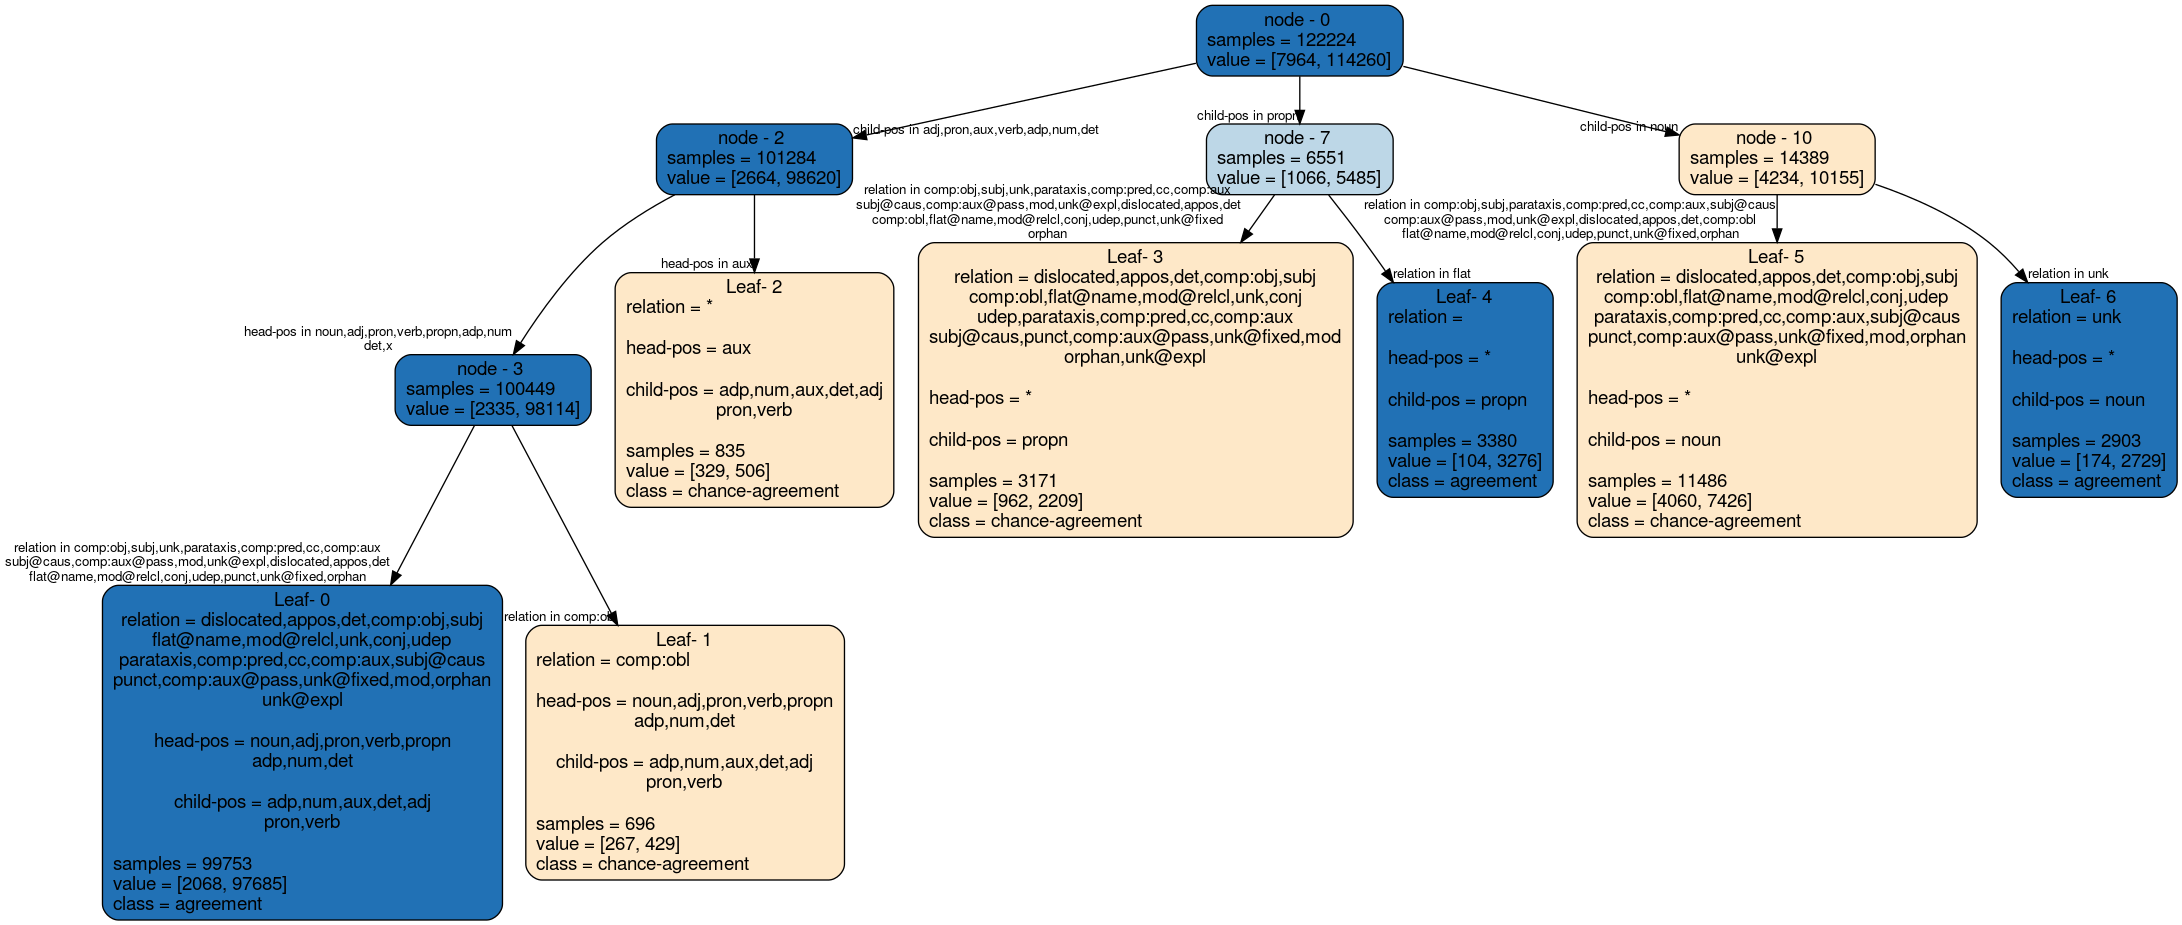 node - 0
samples = 122224
value = [7964, 114260]
child-pos in adj,pron,aux,verb,adp,num,det
child-pos in propn
child-pos in noun
node - 2
samples = 101284
value = [2664, 98620]
node - 7
samples = 6551
value = [1066, 5485]
node - 10
samples = 14389
value = [4234, 10155]
head-pos in noun,adj,pron,verb,propn,adp,num
det,x
head-pos in aux
relation in comp:obj,subj,unk,parataxis,comp:pred,cc,comp:aux
subj@caus,comp:aux@pass,mod,unk@expl,dislocated,appos,det
comp:obl,flat@name,mod@relcl,conj,udep,punct,unk@fixed
orphan
relation in flat
relation in comp:obj,subj,parataxis,comp:pred,cc,comp:aux,subj@caus
comp:aux@pass,mod,unk@expl,dislocated,appos,det,comp:obl
flat@name,mod@relcl,conj,udep,punct,unk@fixed,orphan
relation in unk
node - 3
samples = 100449
value = [2335, 98114]
Leaf- 2
relation = *
head-pos = aux
child-pos = adp,num,aux,det,adj
pron,verb
samples = 835
value = [329, 506]
class = chance-agreement
Leaf- 3
relation = dislocated,appos,det,comp:obj,subj
comp:obl,flat@name,mod@relcl,unk,conj
udep,parataxis,comp:pred,cc,comp:aux
subj@caus,punct,comp:aux@pass,unk@fixed,mod
orphan,unk@expl
head-pos = *
child-pos = propn
samples = 3171
value = [962, 2209]
class = chance-agreement
Leaf- 4
relation =
head-pos = *
child-pos = propn
samples = 3380
value = [104, 3276]
class = agreement
Leaf- 5
relation = dislocated,appos,det,comp:obj,subj
comp:obl,flat@name,mod@relcl,conj,udep
parataxis,comp:pred,cc,comp:aux,subj@caus
punct,comp:aux@pass,unk@fixed,mod,orphan
unk@expl
head-pos = *
child-pos = noun
samples = 11486
value = [4060, 7426]
class = chance-agreement
Leaf- 6
relation = unk
head-pos = *
child-pos = noun
samples = 2903
value = [174, 2729]
class = agreement
relation in comp:obj,subj,unk,parataxis,comp:pred,cc,comp:aux
subj@caus,comp:aux@pass,mod,unk@expl,dislocated,appos,det
flat@name,mod@relcl,conj,udep,punct,unk@fixed,orphan
relation in comp:obl
Leaf- 0
relation = dislocated,appos,det,comp:obj,subj
flat@name,mod@relcl,unk,conj,udep
parataxis,comp:pred,cc,comp:aux,subj@caus
punct,comp:aux@pass,unk@fixed,mod,orphan
unk@expl
head-pos = noun,adj,pron,verb,propn
adp,num,det
child-pos = adp,num,aux,det,adj
pron,verb
samples = 99753
value = [2068, 97685]
class = agreement
Leaf- 1
relation = comp:obl
head-pos = noun,adj,pron,verb,propn
adp,num,det
child-pos = adp,num,aux,det,adj
pron,verb
samples = 696
value = [267, 429]
class = chance-agreement